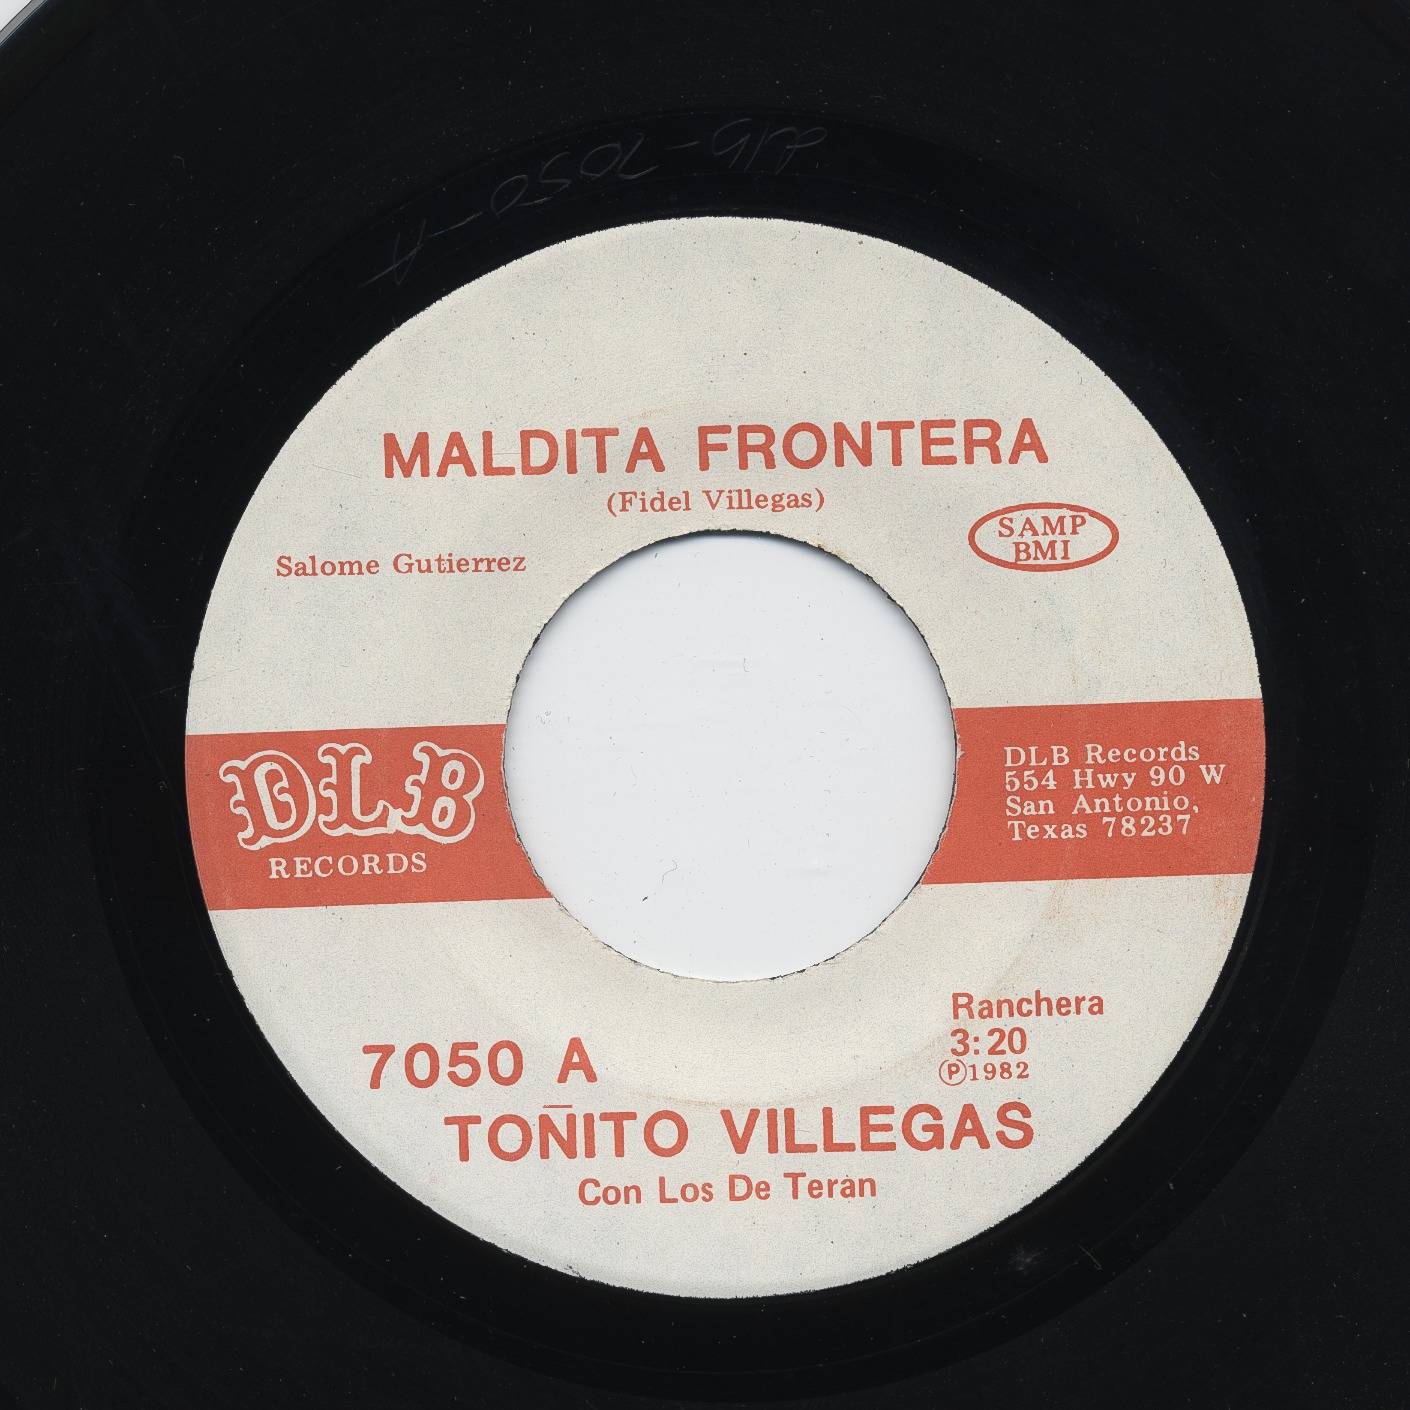 MALDITA FRONTERA
(Fidel Villegas)
SAMP
BMI
Salome Gutierrez
DLB
RECORDS
DLB Records
554 Hwy 90 W
San Antonio,
Texas 78237
Ranchera
3:20
7050 A
℗1982
TOÑITO VILLEGAS
Con Los De Teran